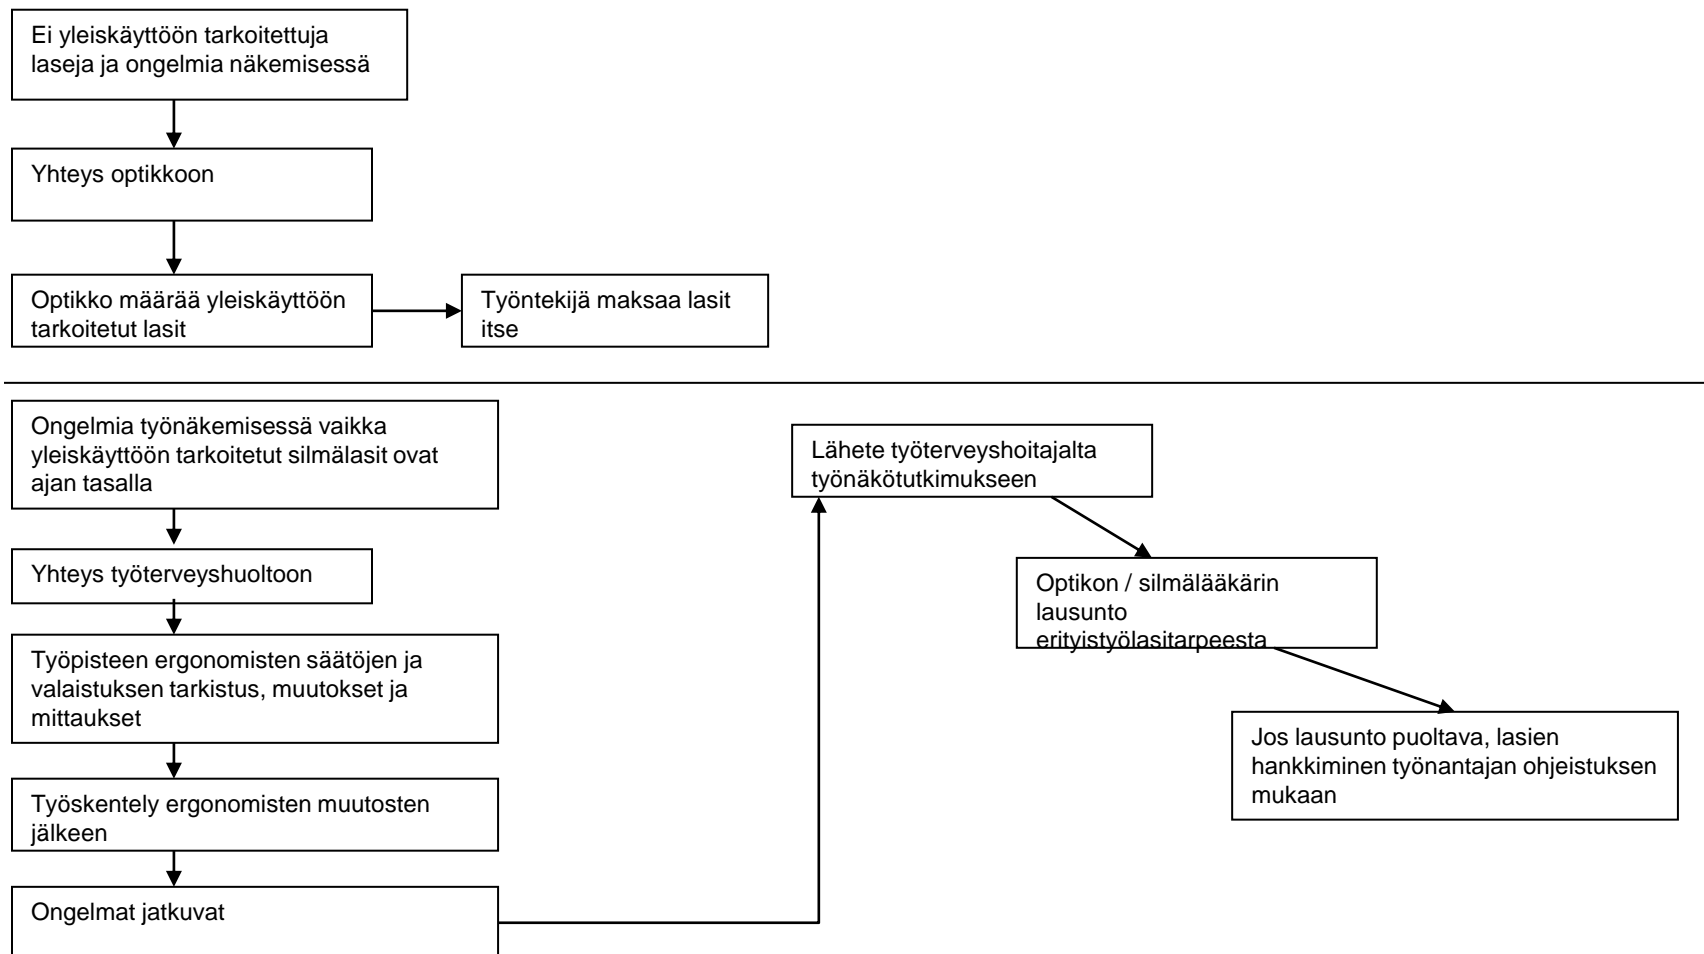 Ei yleiskäyttöön tarkoitettuja
laseja ja ongelmia näkemisessä
Yhteys optikkoon
Optikko määrää yleiskäyttöön
tarkoitetut lasit
Työntekijä maksaa lasit
itse
Ongelmia työnäkemisessä vaikka
yleiskäyttöön tarkoitetut silmälasit ovat
ajan tasalla
Yhteys työterveyshuoltoon
Työpisteen ergonomisten säätöjen ja
valaistuksen tarkistus, muutokset ja
mittaukset
Työskentely ergonomisten muutosten
jälkeen
Ongelmat jatkuvat
Lähete työterveyshoitajalta
työnäkötutkimukseen
Optikon / silmälääkärin
lausunto
erityistyölasitarpeesta
Jos lausunto puoltava, lasien
hankkiminen työnantajan ohjeistuksen
mukaan